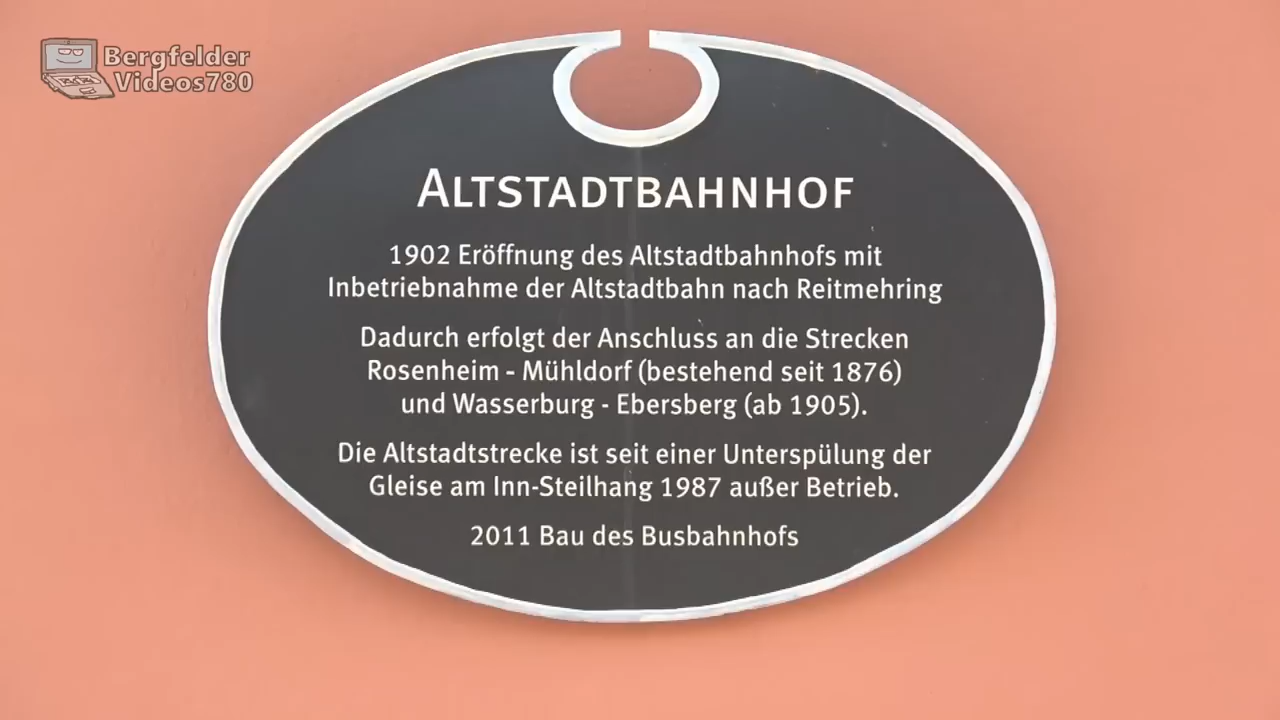 Bergfelder
Videos780
ALTSTADTBAHNHOF
1902 Eröffnung des Altstadtbahnhofs mit
Inbetriebnahme der Altstadtbahn nach Reitmehring
Dadurch erfolgt der Anschluss an die Strecken
Rosenheim - Mühldorf (bestehend seit 1876)
und Wasserburg - Ebersberg (ab 1905).
Die Altstadtstrecke ist seit einer Unterspülung der
Gleise am Inn-Steilhang 1987 außer Betrieb.
2011 Bau des Busbahnhofs